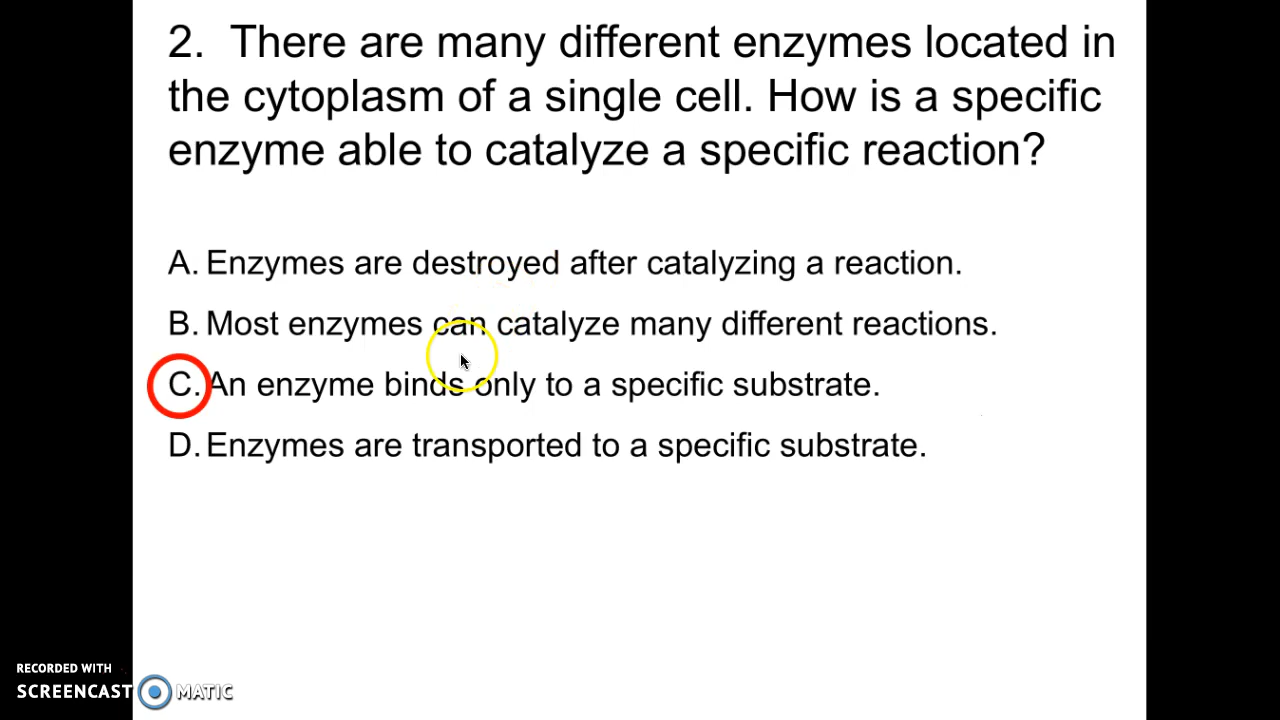 2.  There are many different enzymes located in
the cytoplasm of a single cell. How is a specific
enzyme able to catalyze a specific reaction?
A. Enzymes are destroyed after catalyzing a reaction.
B. Most enzymes can catalyze many different reactions.
C. An enzyme binds only to a specific substrate.
D. Enzymes are transported to a specific substrate.
RECORDED WITH
SCREENCAST MATIC